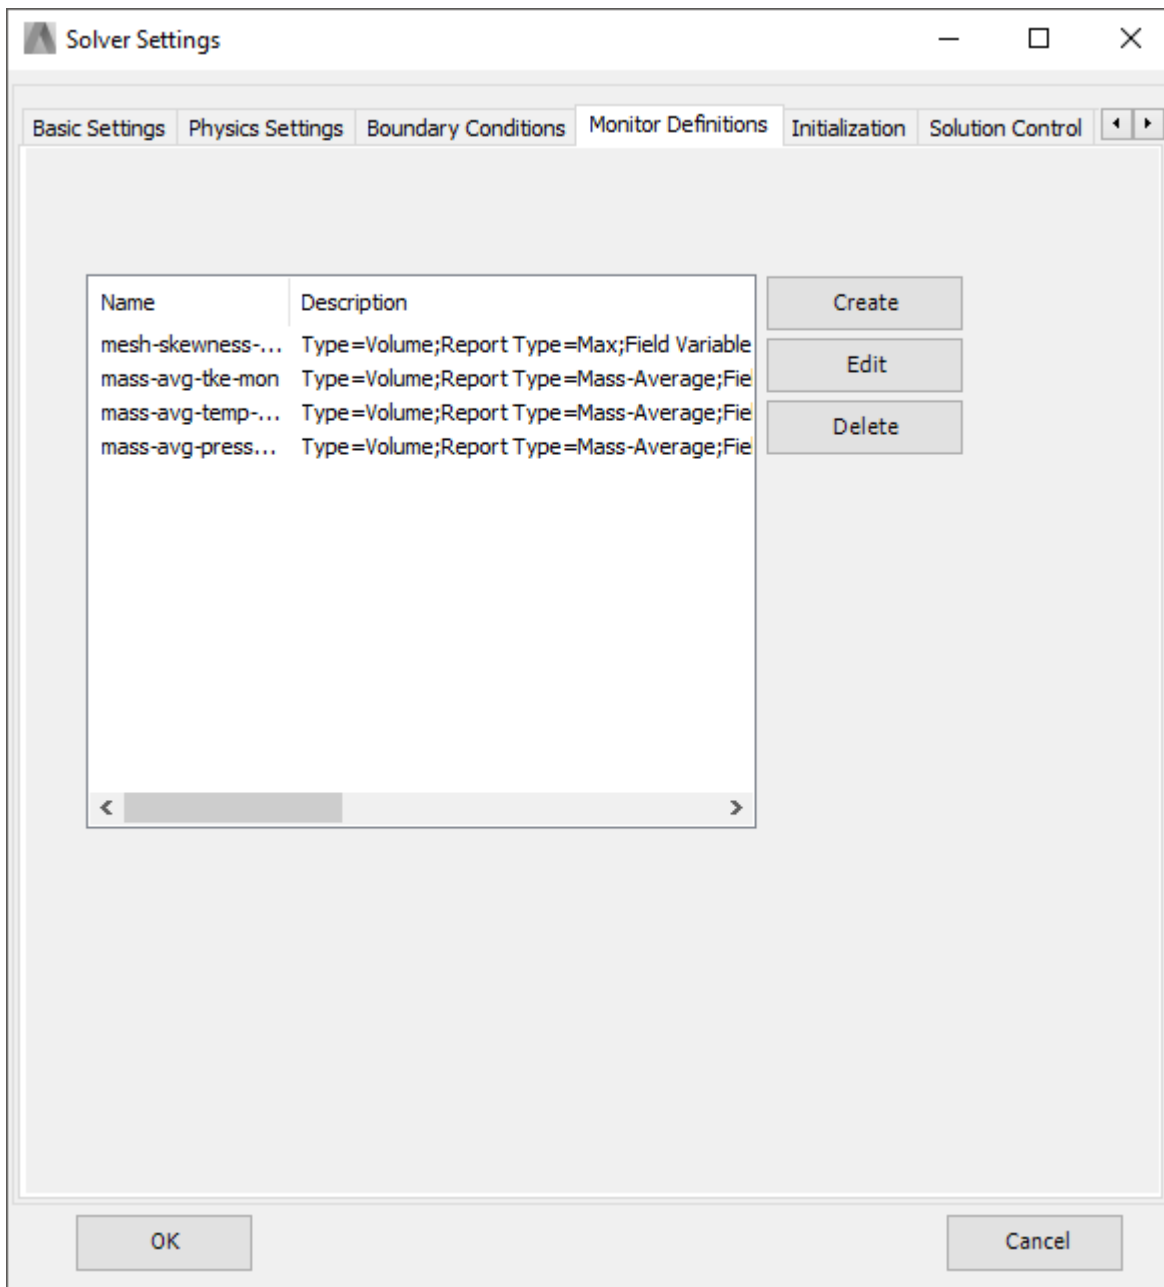 Solver Settings
Basic Settings Physics Settings Boundary Conditions Monitor Definitions Initialization Solution Control
Name Description
mesh-skewness-... Type=Volume;Report Type=Max;Field Variable
mass-avg-tke-mon Type=Volume;Report Type=Mass-Average;Fie
mass-avg-temp-... Type=Volume;Report Type=Mass-Average;Fie
mass-avg-press... Type=Volume;Report Type=Mass-Average;Fie
Create
Edit
Delete
OK Cancel